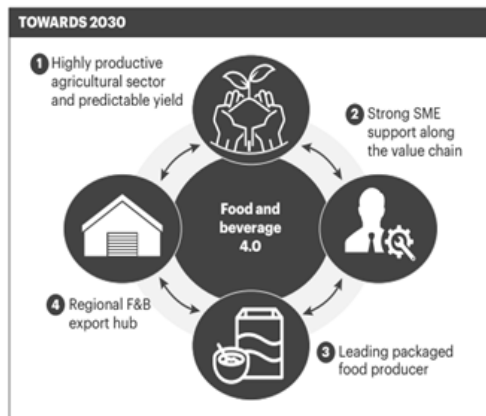 TOWARDS 2030
1 Highly productive
agricultural sector
and predictable yield
2 Strong SME
support along
the value chain
Food and
beverage
4.0
4 Regional F&B
export hub
3 Leading packaged
food producer